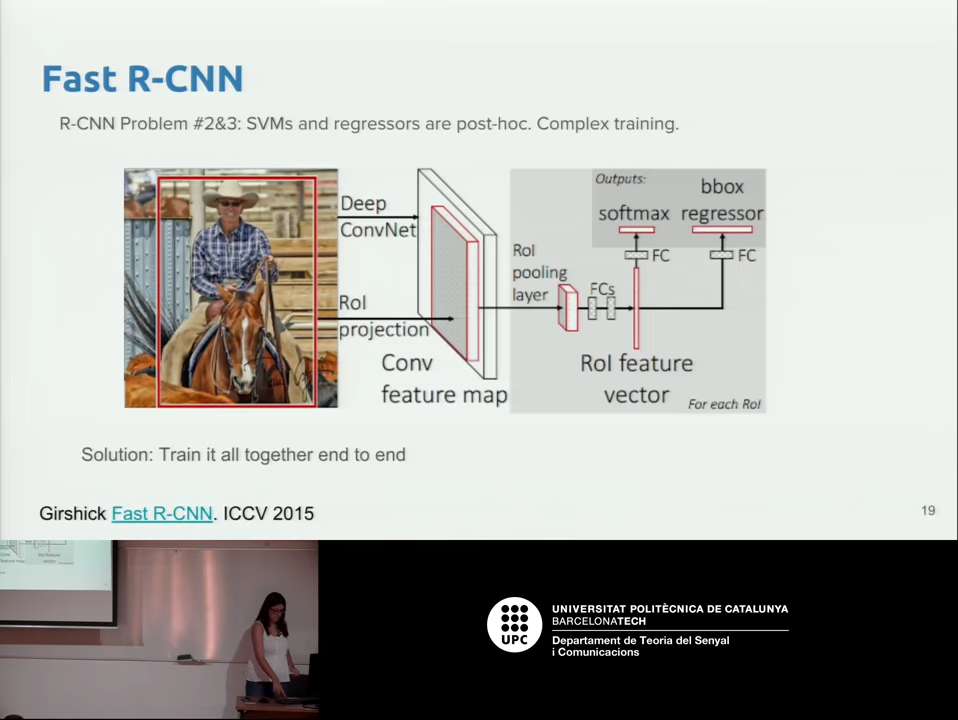 Fast R-CNN
R-CNN Problem #2&3: SVMs and regressors are post-hoc. Complex training.
Deep
ConvNet
RoI
projection
Conv
feature map
RoI
pooling
layer
FCs
Outputs:
softmax
bbox
regressor
FC
FC
RoI feature
vector
For each RoI
Solution: Train it all together end to end
Girshick Fast R-CNN. ICCV 2015
19
UPC
UNIVERSITAT POLITÈCNICA DE CATALUNYA
BARCELONATECH
Departament de Teoria del Senyal
i Comunicacions